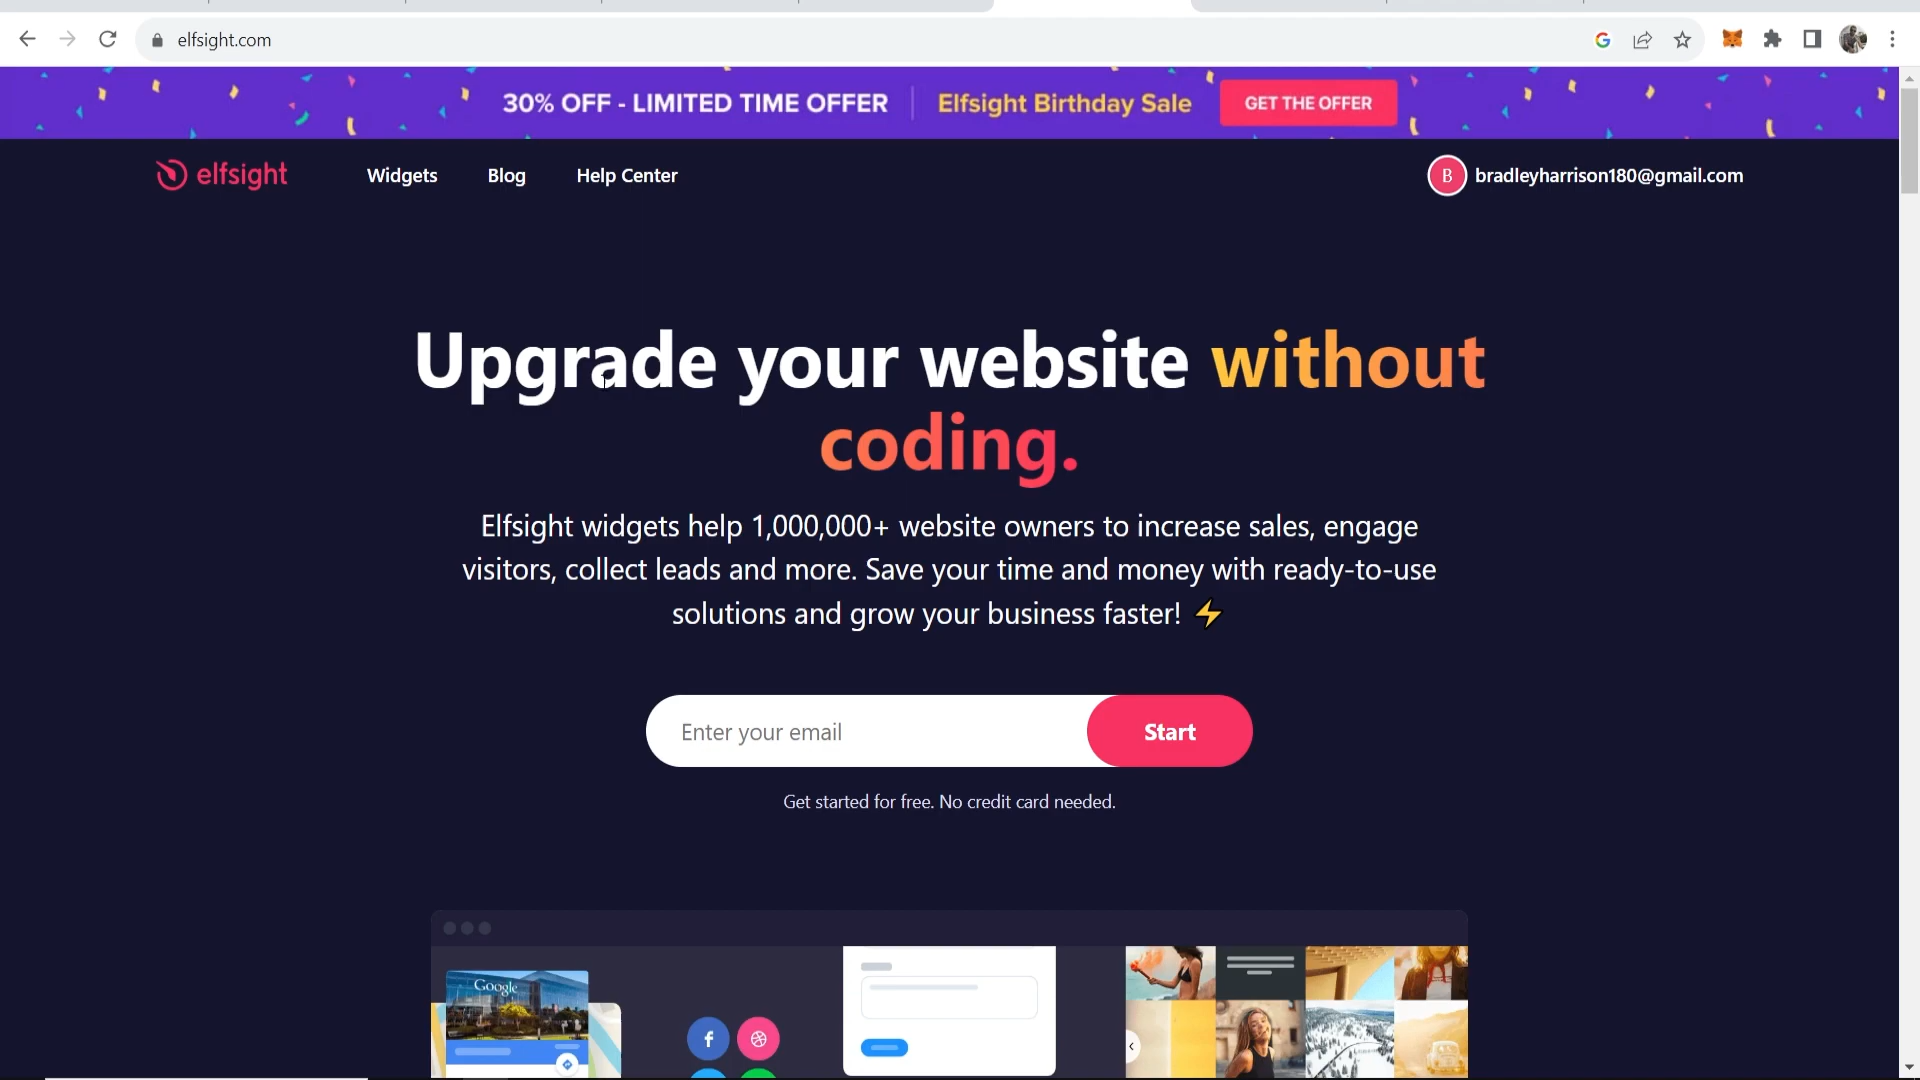 elfsight.com
30% OFF - LIMITED TIME OFFER
Elfsight Birthday Sale
GET THE OFFER
elfsight
Widgets
Blog
Help Center
B
bradleyharrison180@gmail.com
Upgrade your website without
coding.
Elfsight widgets help 1,000,000+ website owners to increase sales, engage
visitors, collect leads and more. Save your time and money with ready-to-use
solutions and grow your business faster! ⚡
Enter your email
Start
Get started for free. No credit card needed.
Google